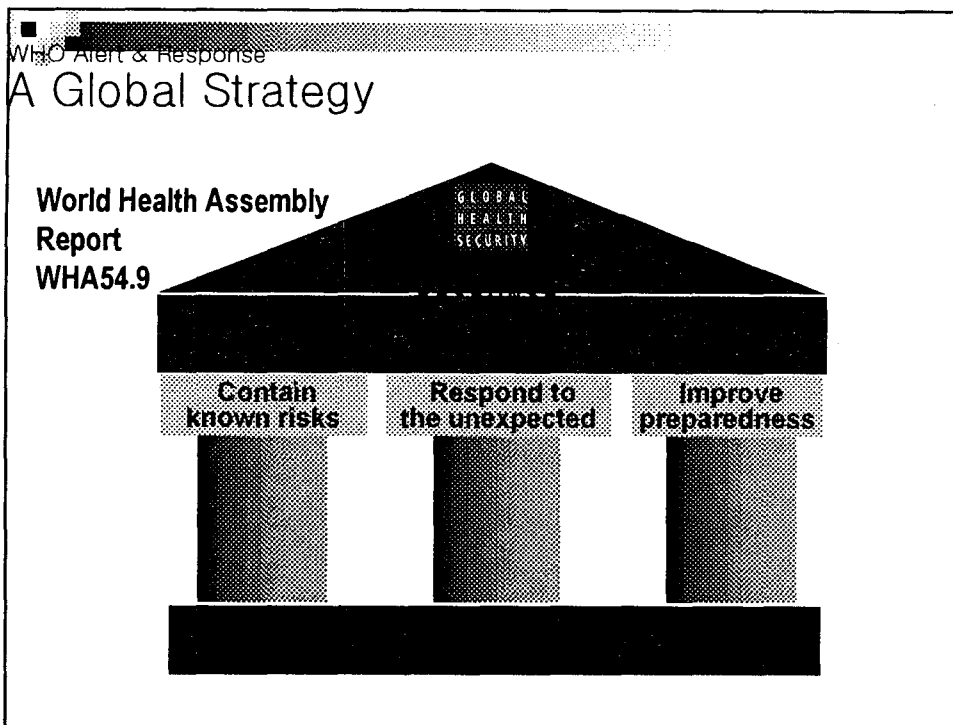 WHO Alert & Response
A Global Strategy
World Health Assembly
Report
WHA54.9
GLOBAL
HEALTH
SECURITY
Contain
known risks
Respond to
the unexpected
Improve
preparedness